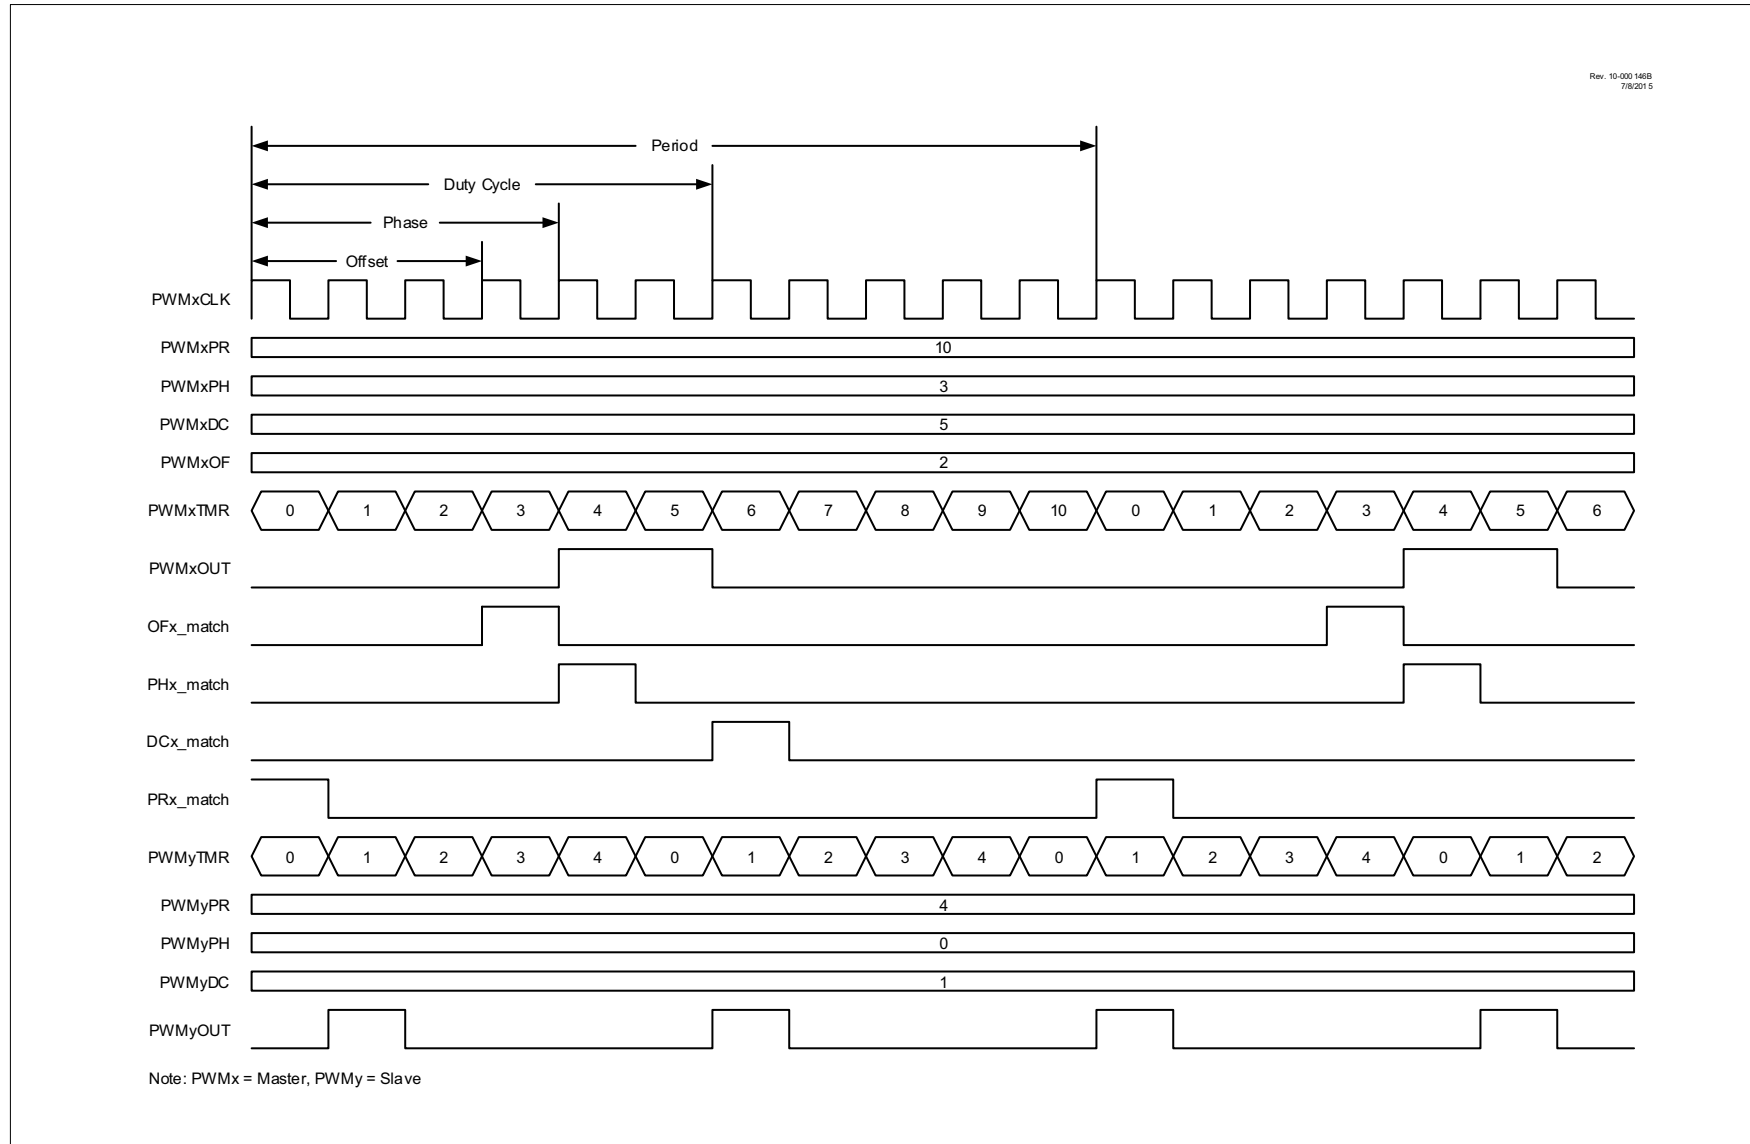 Rev. 10-000 146B
7/8/201 5
Period
Duty Cycle
Phase
Offset
PWMxCLK
PWMxPR 10
PWMxPH 3
PWMxDC 5
PWMxOF 2
PWMxTMR 0 1 2 3 4 5 6 7 8 9 10 0 1 2 3 4 5 6
PWMxOUT
OFx_match
PHx_match
DCx_match
PRx_match
PWMyTMR 0 1 2 3 4 0 1 2 3 4 0 1 2 3 4 0 1 2
PWMyPR 4
PWMyPH 0
PWMyDC 1
PWMyOUT
Note: PWMx = Master, PWMy = Slave